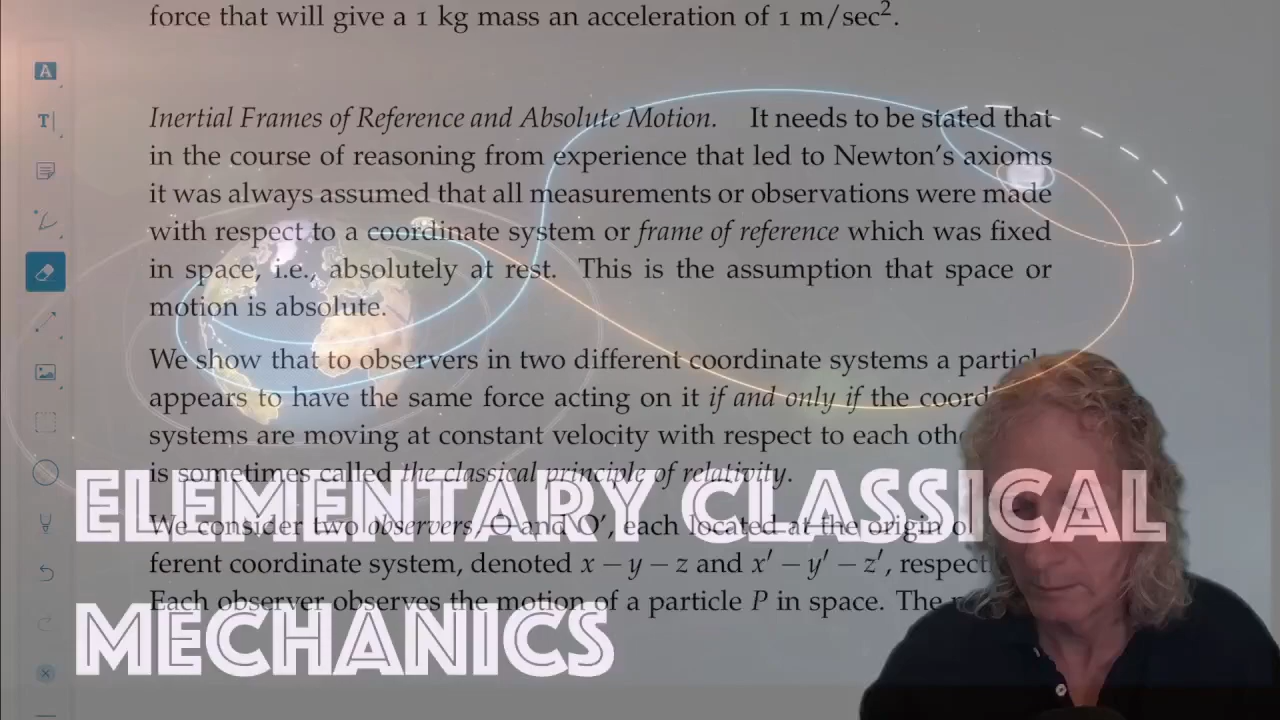 force that will give a 1 kg mass an acceleration of 1 m/sec².
Inertial Frames of Reference and Absolute Motion. It needs to be stated that
in the course of reasoning from experience that led to Newton's axioms
it was always assumed that all measurements or observations were made
with respect to a coordinate system or frame of reference which was fixed
in space, i.e., absolutely at rest. This is the assumption that space or
motion is absolute.
We show that to observers in two different coordinate systems a
appears to have the same force acting on it if and only if the
systems are moving at constant velocity with respect to each
is sometimes called the classical principle of relativity.
ELEMENTARY CLASSICAL
We consider two observers, O and O′, each located at the origin
ferent coordinate system, denoted x − y − z and x′ − y′ − z′,
Each observer observes the motion of a particle P in space. The
MECHANICS
A
T